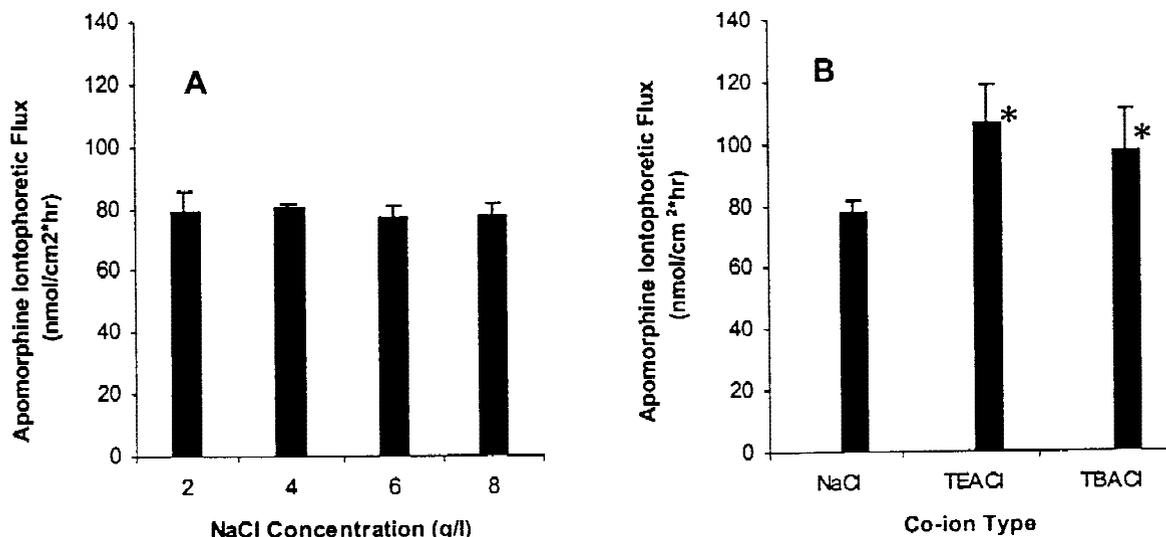 A
Apomorphine Iontophoretic Flux
(nmol/cm2*hr)
140
120
100
80
60
40
20
0
2 4 6 8
NaCl Concentration (g/l)
B
Apomorphine Iontophoretic Flux
(nmol/cm ²*hr)
140
120
100
80
60
40
20
0
*
*
NaCl TEACl TBACl
Co-ion Type